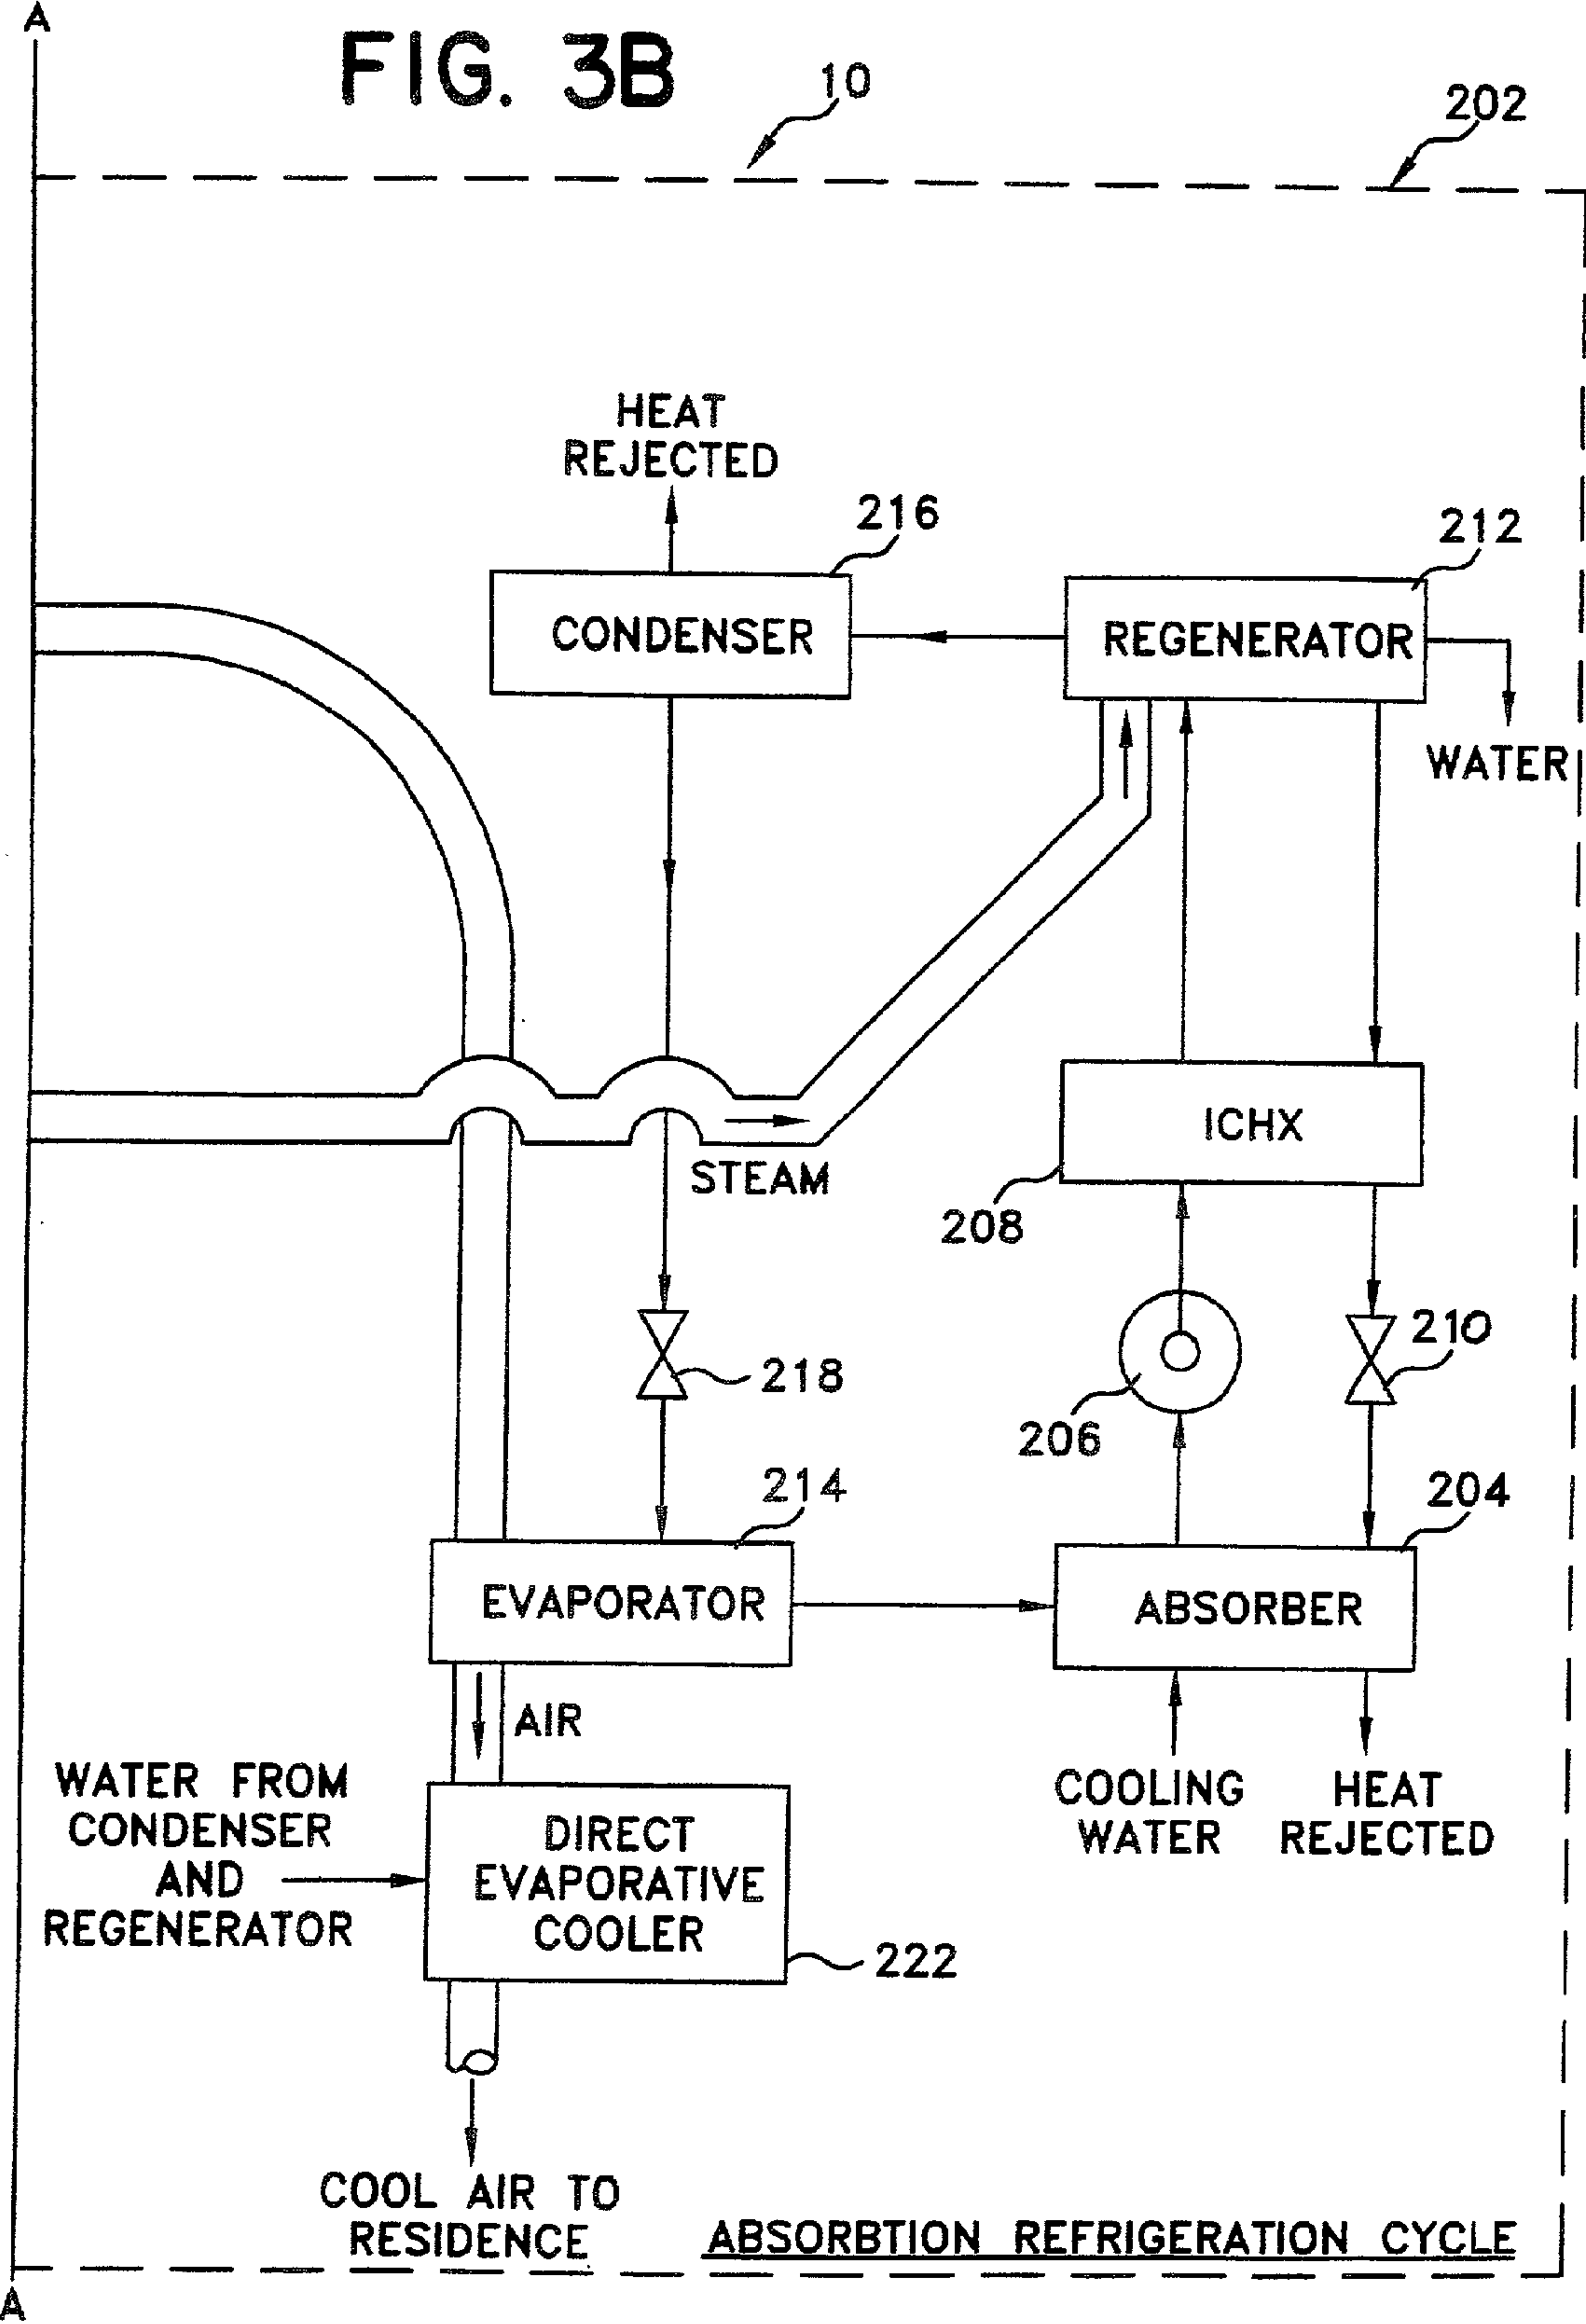 A
FIG. 3B
10
202
HEAT
REJECTED
216
212
CONDENSER
REGENERATOR
WATER
ICHX
STEAM
208
210
218
206
214
204
EVAPORATOR
ABSORBER
AIR
WATER FROM
CONDENSER
AND
REGENERATOR
COOLING
WATER
HEAT
REJECTED
DIRECT
EVAPORATIVE
COOLER
222
COOL AIR TO
RESIDENCE
ABSORBTION REFRIGERATION CYCLE
A